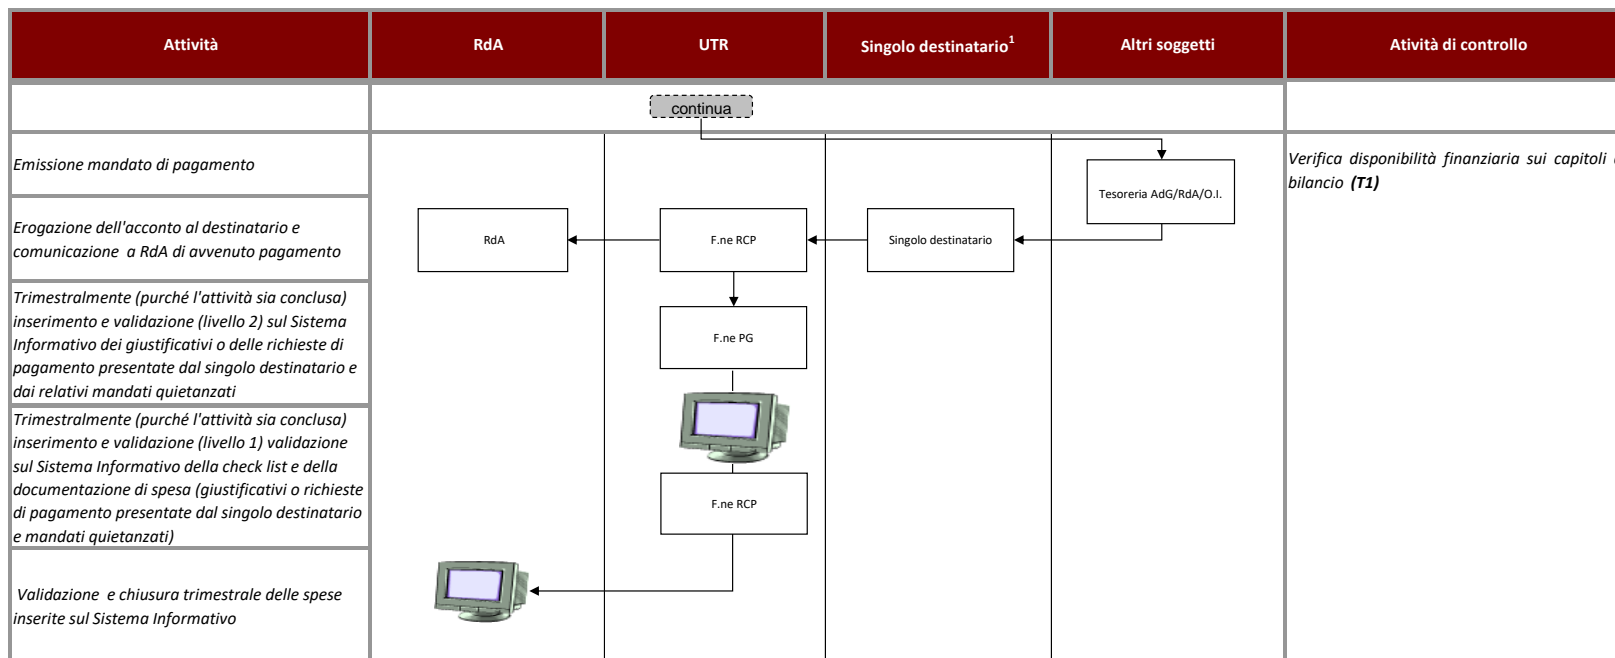 Attività
RdA
UTR
Singolo destinatario1
Altri soggetti
Atività di controllo
continua
Emissione mandato di pagamento
Tesoreria AdG/RdA/O.I.
Verifica disponibilità finanziaria sui capitoli
bilancio (T1)
Erogazione dell'acconto al destinatario e
comunicazione a RdA di avvenuto pagamento
RdA
F.ne RCP
Singolo destinatario
Trimestralmente (purché l'attività sia conclusa)
inserimento e validazione (livello 2) sul Sistema
Informativo dei giustificativi o delle richieste di
pagamento presentate dal singolo destinatario e
dai relativi mandati quietanzati
F.ne PG
Trimestralmente (purché l'attività sia conclusa)
inserimento e validazione (livello 1) validazione
sul Sistema Informativo della check list e della
documentazione di spesa (giustificativi o richieste
di pagamento presentate dal singolo destinatario
e mandati quietanzati)
F.ne RCP
Validazione e chiusura trimestrale delle spese
inserite sul Sistema Informativo